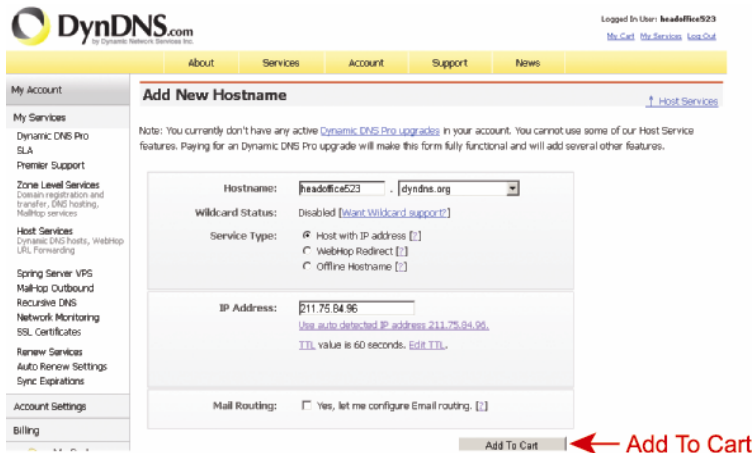 DynDNS.com
by Dynamic Network Services Inc.
Logged In User: headoffice523
My Cart My Services Log Out
About Services Account Support News
My Account
My Services
Dynamic DNS Pro
SLA
Premier Support
Zone Level Services
Domain registration and
transfer, DNS hosting,
MailHop services
Host Services
Dynamic DNS hosts, WebHop
URL Forwarding
Spring Server VPS
MailHop Outbound
Recursive DNS
Network Monitoring
SSL Certificates
Renew Services
Auto Renew Settings
Sync Expirations
Account Settings
Billing
Add New Hostname
↑ Host Services
Note: You currently don't have any active Dynamic DNS Pro upgrades in your account. You cannot use some of our Host Service
features. Paying for an Dynamic DNS Pro upgrade will make this form fully functional and will add several other features.
Hostname: headoffice523 . dyndns.org
Wildcard Status: Disabled [Want Wildcard support?]
Service Type: Host with IP address [?]
WebHop Redirect [?]
Offline Hostname [?]
IP Address: 211.75.84.96
Use auto detected IP address 211.75.84.96.
TTL value is 60 seconds. Edit TTL.
Mail Routing: Yes, let me configure Email routing. [?]
Add To Cart
Add To Cart